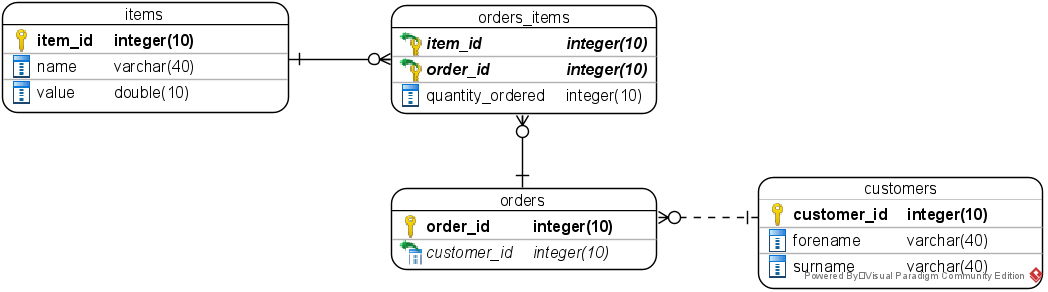 items
item_id integer(10)
name varchar(40)
value double(10)
orders_items
item_id integer(10)
order_id integer(10)
quantity_ordered integer(10)
orders
order_id integer(10)
customer_id integer(10)
customers
customer_id integer(10)
forename varchar(40)
surname varchar(40)
Powered By□Visual Paradigm Community Edition